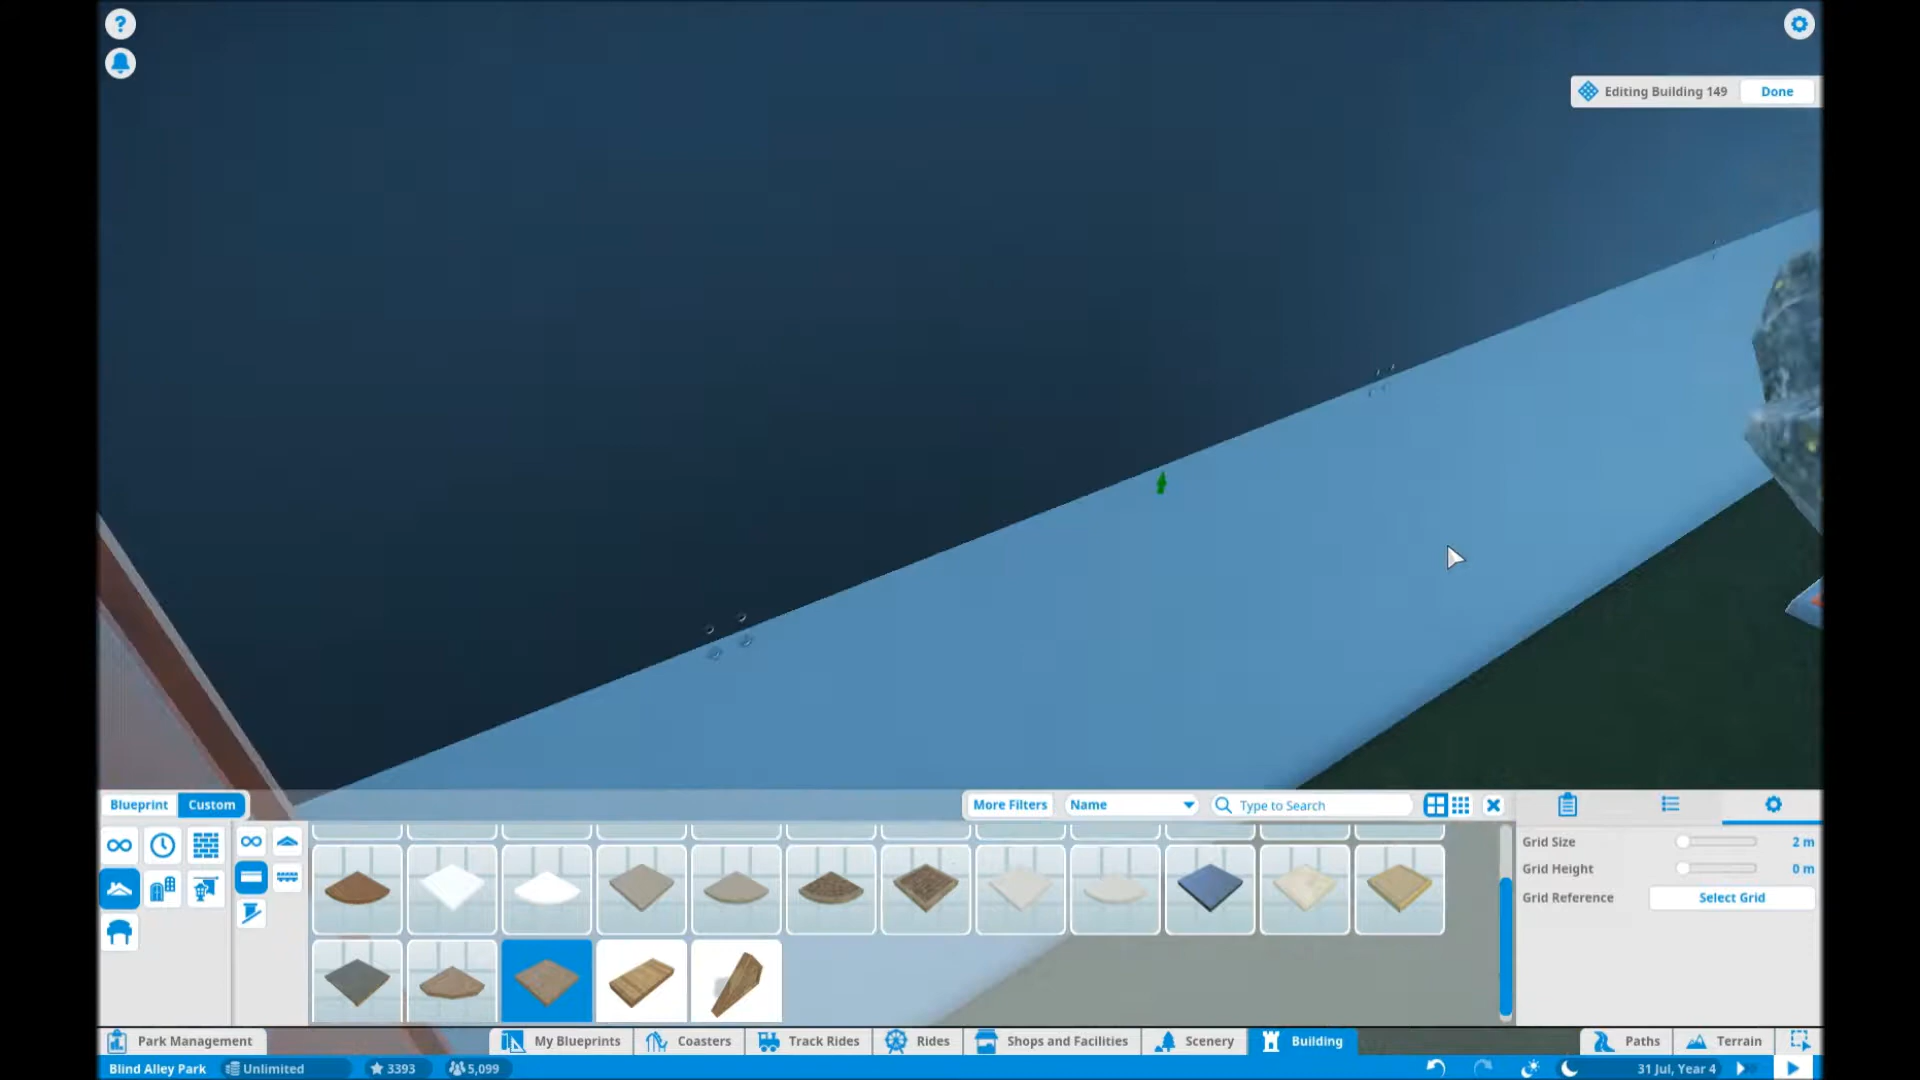 ?
Editing Building 149 Done
Blueprint Custom
More Filters Name Type to Search
Grid Size 2 m
Grid Height 0 m
Grid Reference Select Grid
Park Management My Blueprints Coasters Track Rides Rides Shops and Facilities Scenery Building Paths Terrain
Blind Alley Park Unlimited 3393 5,099 31 Jul, Year 4